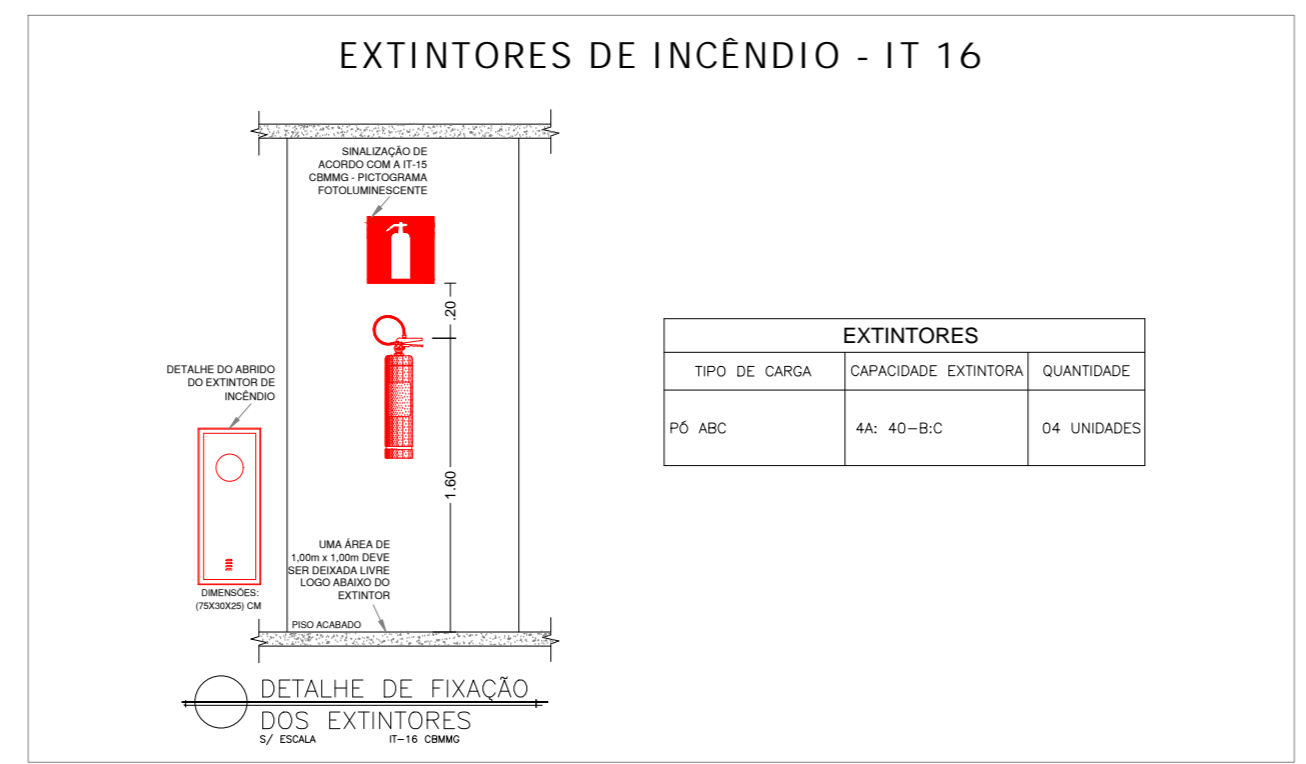 EXTINTORES DE INCÊNDIO - IT 16
SINALIZAÇÃO DE
ACORDO COM A IT-15
CBMMG - PICTOGRAMA
FOTOLUMINESCENTE
.20
1.60
DETALHE DO ABRIDO
DO EXTINTOR DE
INCÊNDIO
DIMENSÕES:
(75X30X25) CM
UMA ÁREA DE
1,00m x 1,00m DEVE
SER DEIXADA LIVRE
LOGO ABAIXO DO
EXTINTOR
PISO ACABADO
DETALHE DE FIXAÇÃO
DOS EXTINTORES
S/ ESCALA IT-16 CBMMG
EXTINTORES
TIPO DE CARGA CAPACIDADE EXTINTORA QUANTIDADE
PÓ ABC 4A: 40-B:C 04 UNIDADES